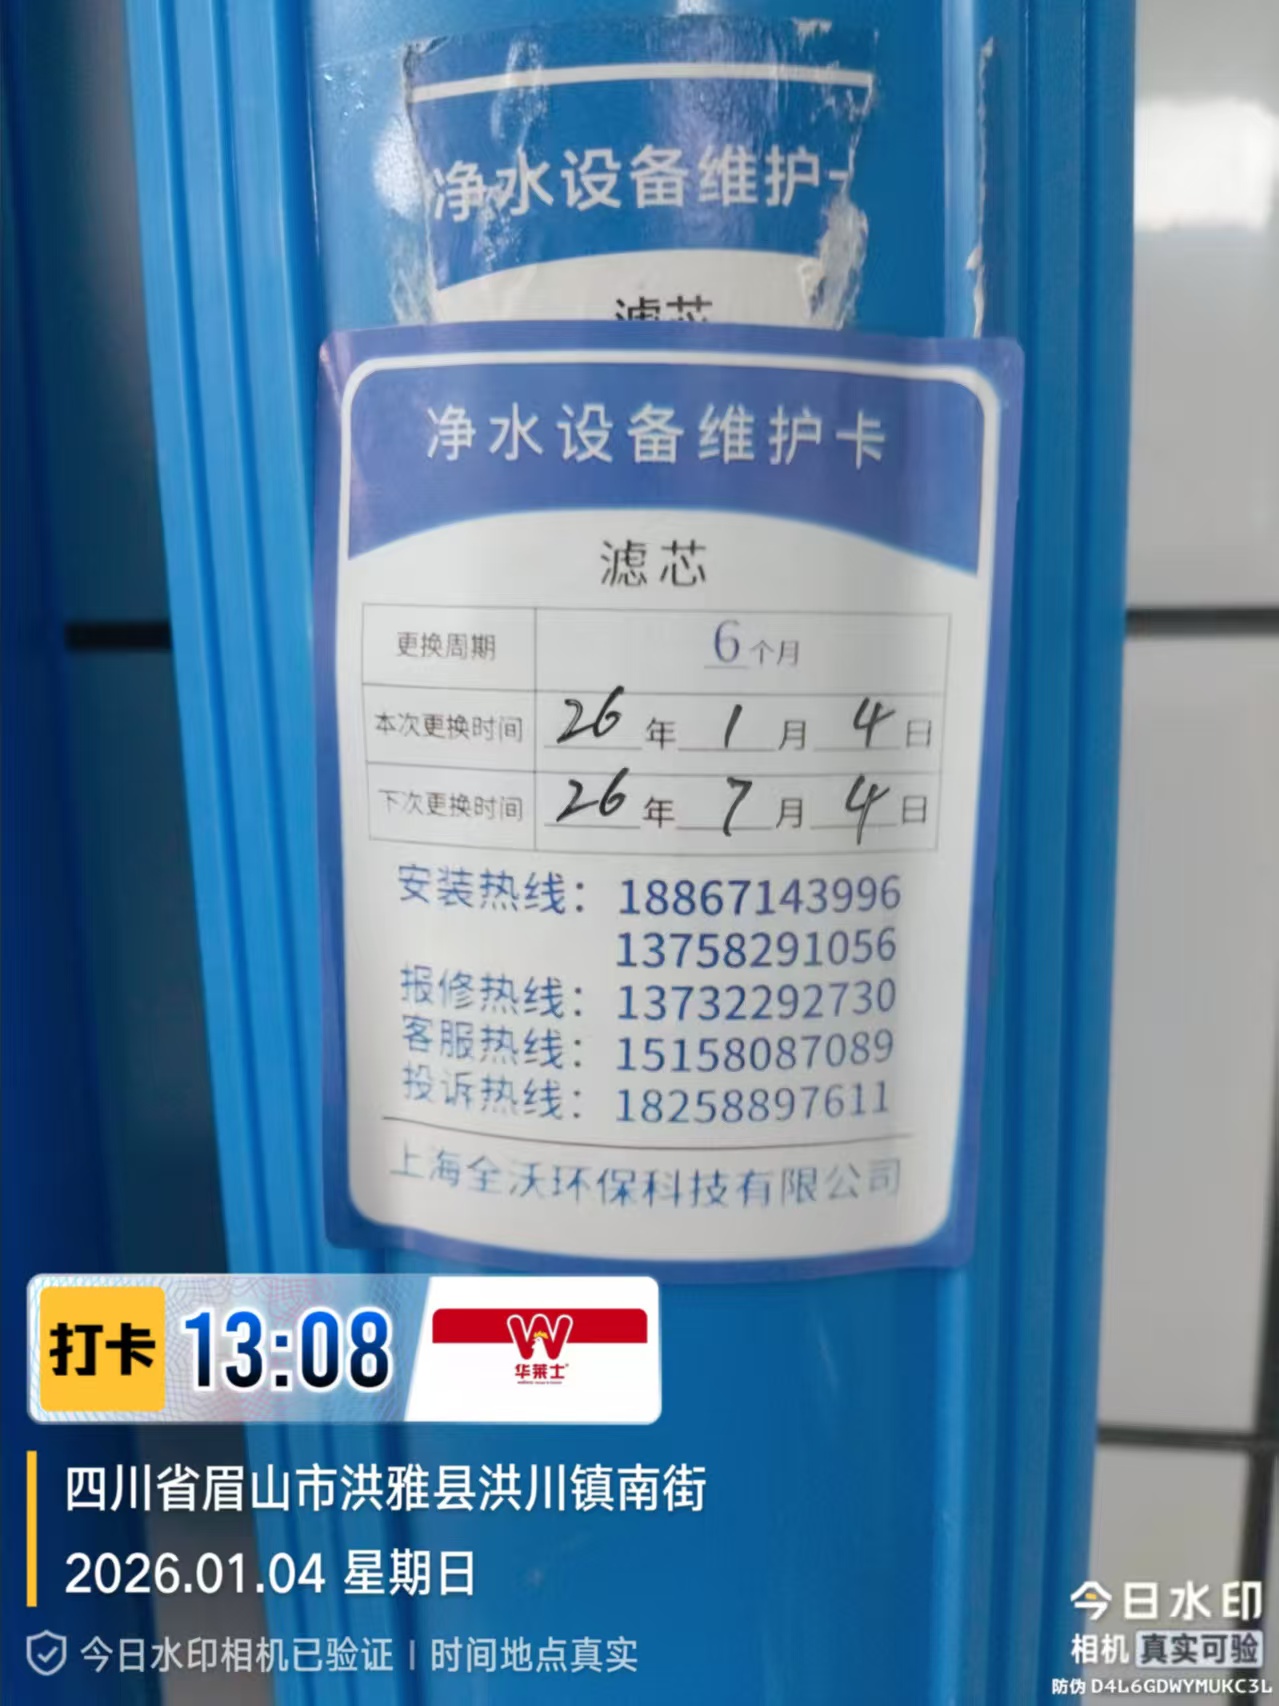 净水设备维护
滤芯
净水设备维护卡
滤芯
更换周期 6个月
本次更换时间 26年1月4日
下次更换时间 26年7月4日
安装热线：18867143996
13758291056
报修热线：13732292730
客服热线：15158087089
投诉热线：18258897611
上海全沃环保科技有限公司
打卡 13:08
华莱士
四川省眉山市洪雅县洪川镇南街
2026.01.04 星期日
今日水印相机已验证 | 时间地点真实
今日水印
相机 真实可验
防伪 D4L6GDWYMUKC3L